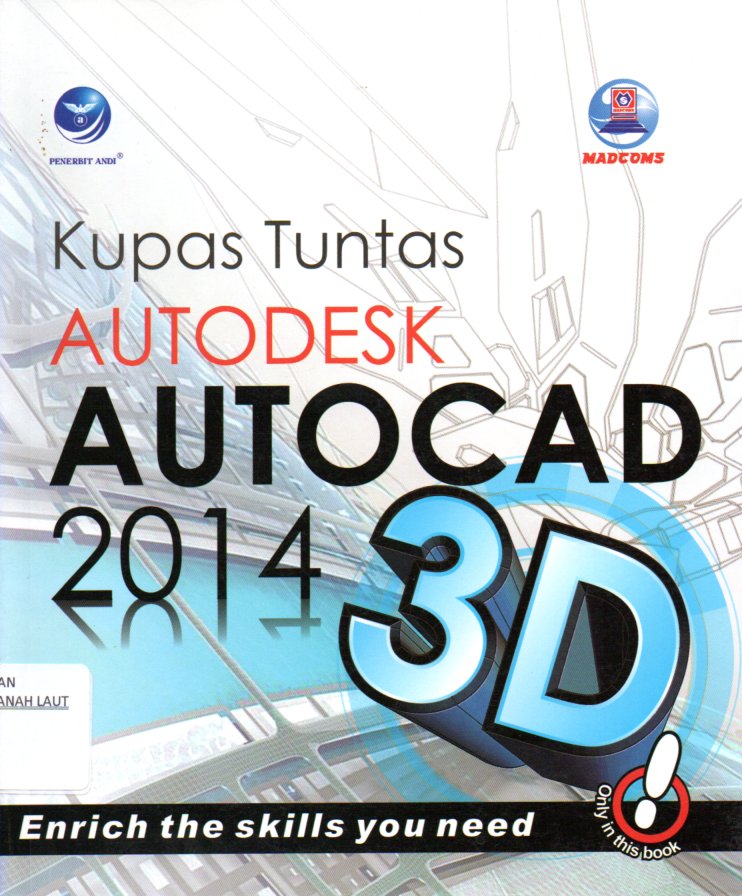 PENERBIT ANDI®
MADCOMS
Kupas Tuntas
AUTODESK
AUTOCAD
2014
3D
AN
ANAH LAUT
Enrich the skills you need
Only in this book